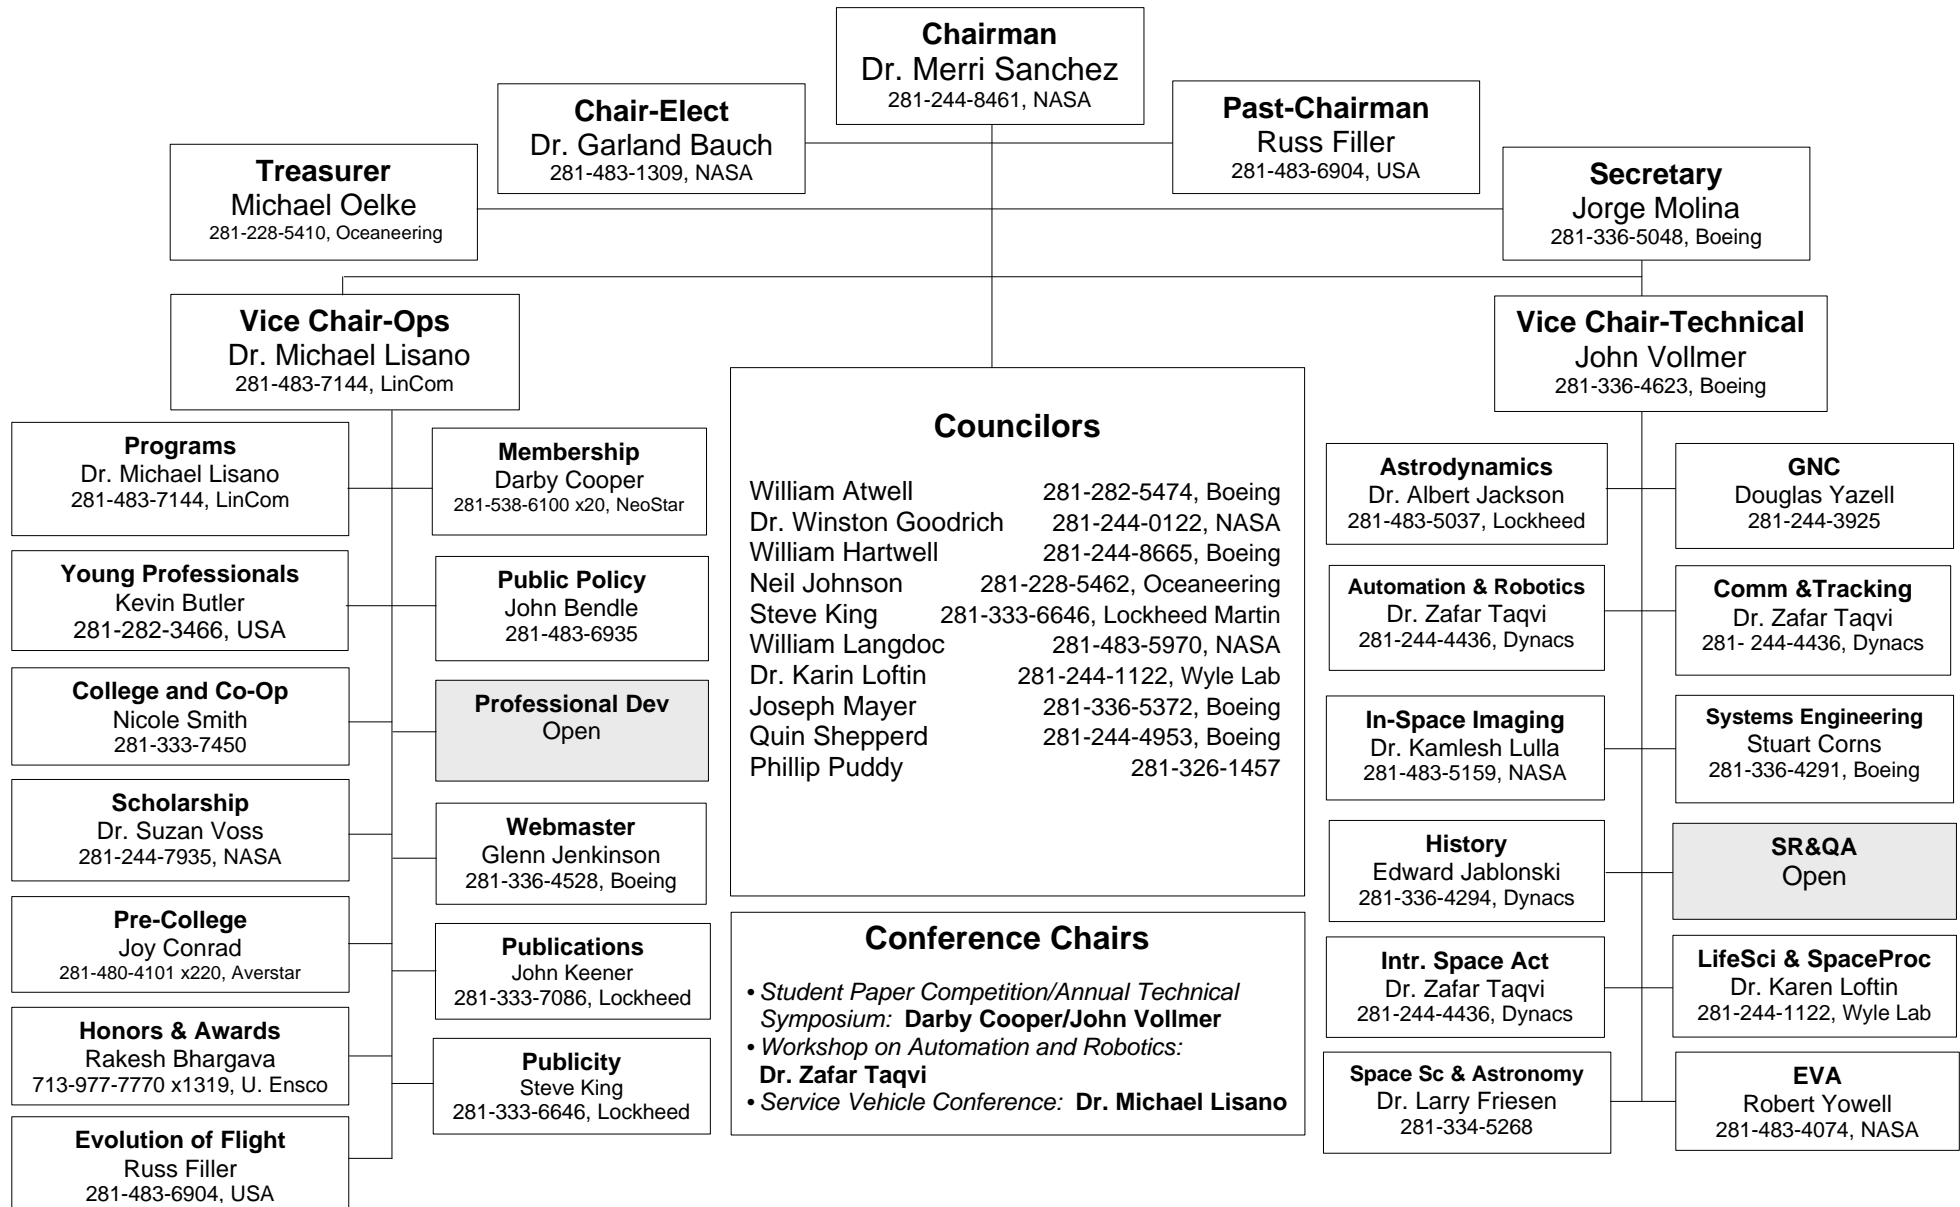 Chairman
Dr. Merri Sanchez
281-244-8461, NASA
Chair-Elect
Dr. Garland Bauch
281-483-1309, NASA
Past-Chairman
Russ Filler
281-483-6904, USA
Treasurer
Michael Oelke
281-228-5410, Oceaneering
Secretary
Jorge Molina
281-336-5048, Boeing
Vice Chair-Ops
Dr. Michael Lisano
281-483-7144, LinCom
Vice Chair-Technical
John Vollmer
281-336-4623, Boeing
Programs
Dr. Michael Lisano
281-483-7144, LinCom
Membership
Darby Cooper
281-538-6100 x20, NeoStar
Young Professionals
Kevin Butler
281-282-3466, USA
Public Policy
John Bendle
281-483-6935
College and Co-Op
Nicole Smith
281-333-7450
Professional Dev
Open
Scholarship
Dr. Suzan Voss
281-244-7935, NASA
Webmaster
Glenn Jenkinson
281-336-4528, Boeing
Pre-College
Joy Conrad
281-480-4101 x220, Averstar
Publications
John Keener
281-333-7086, Lockheed
Honors & Awards
Rakesh Bhargava
713-977-7770 x1319, U. Ensco
Publicity
Steve King
281-333-6646, Lockheed
Evolution of Flight
Russ Filler
281-483-6904, USA
Councilors
William Atwell 281-282-5474, Boeing
Dr. Winston Goodrich 281-244-0122, NASA
William Hartwell 281-244-8665, Boeing
Neil Johnson 281-228-5462, Oceaneering
Steve King 281-333-6646, Lockheed Martin
William Langdoc 281-483-5970, NASA
Dr. Karin Loftin 281-244-1122, Wyle Lab
Joseph Mayer 281-336-5372, Boeing
Quin Shepperd 281-244-4953, Boeing
Phillip Puddy 281-326-1457
Conference Chairs
• Student Paper Competition/Annual Technical
Symposium: Darby Cooper/John Vollmer
• Workshop on Automation and Robotics:
Dr. Zafar Taqvi
• Service Vehicle Conference: Dr. Michael Lisano
Astrodynamics
Dr. Albert Jackson
281-483-5037, Lockheed
GNC
Douglas Yazell
281-244-3925
Automation & Robotics
Dr. Zafar Taqvi
281-244-4436, Dynacs
Comm &Tracking
Dr. Zafar Taqvi
281- 244-4436, Dynacs
In-Space Imaging
Dr. Kamlesh Lulla
281-483-5159, NASA
Systems Engineering
Stuart Corns
281-336-4291, Boeing
History
Edward Jablonski
281-336-4294, Dynacs
SR&QA
Open
Intr. Space Act
Dr. Zafar Taqvi
281-244-4436, Dynacs
LifeSci & SpaceProc
Dr. Karen Loftin
281-244-1122, Wyle Lab
Space Sc & Astronomy
Dr. Larry Friesen
281-334-5268
EVA
Robert Yowell
281-483-4074, NASA